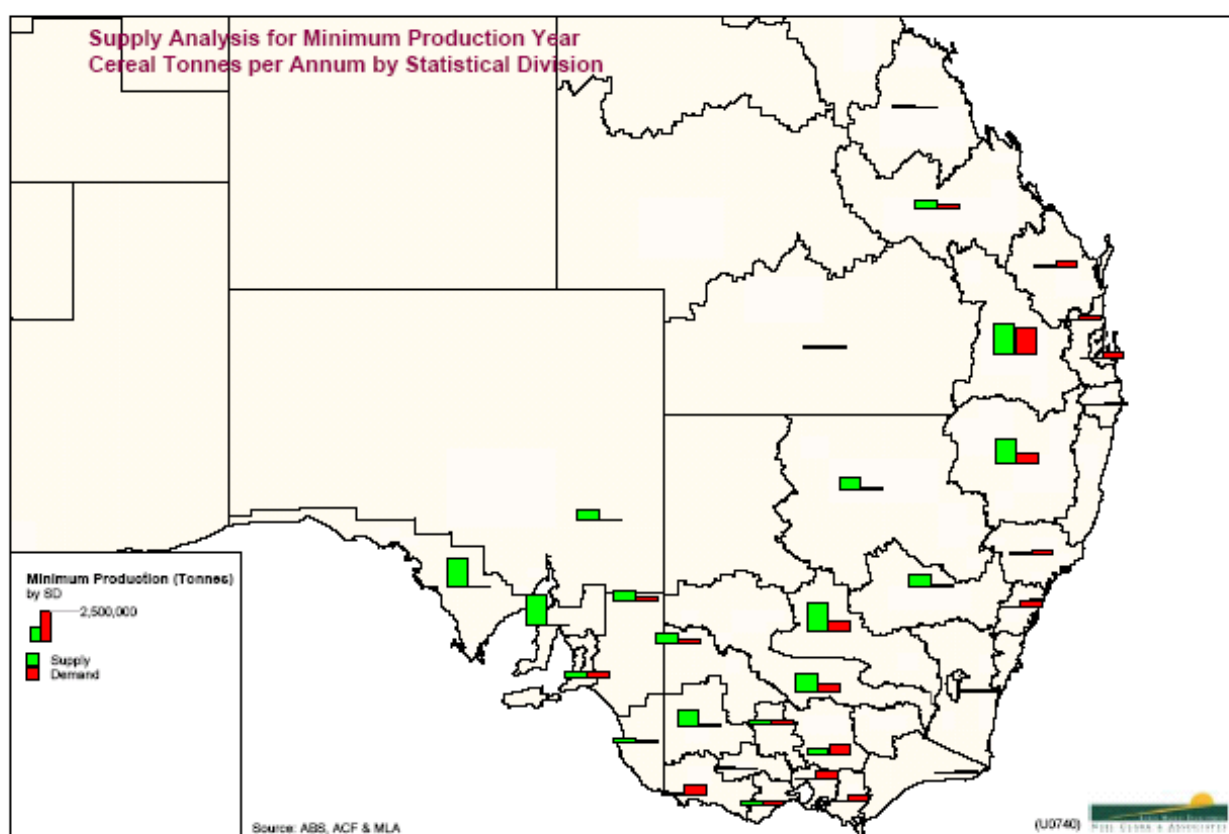 Supply Analysis for Minimum Production Year
Cereal Tonnes per Annum by Statistical Division
Minimum Production (Tonnes)
by SD
2,500,000
Supply
Demand
Source: ABS, ACF & MLA
(U0740)